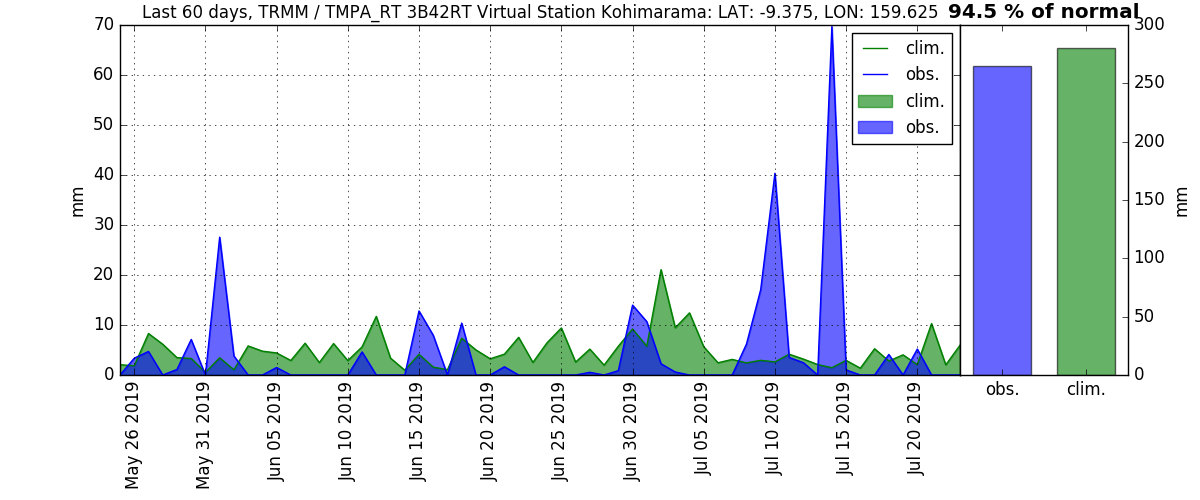 Last 60 days, TRMM / TMPA_RT 3B42RT Virtual Station Kohimarama: LAT: -9.375, LON: 159.625
94.5 % of normal
70
60
50
40
30
20
10
0
mm
May 26 2019
May 31 2019
Jun 05 2019
Jun 10 2019
Jun 15 2019
Jun 20 2019
Jun 25 2019
Jun 30 2019
Jul 05 2019
Jul 10 2019
Jul 15 2019
Jul 20 2019
clim.
obs.
clim.
obs.
300
250
200
150
100
50
0
mm
obs.
clim.